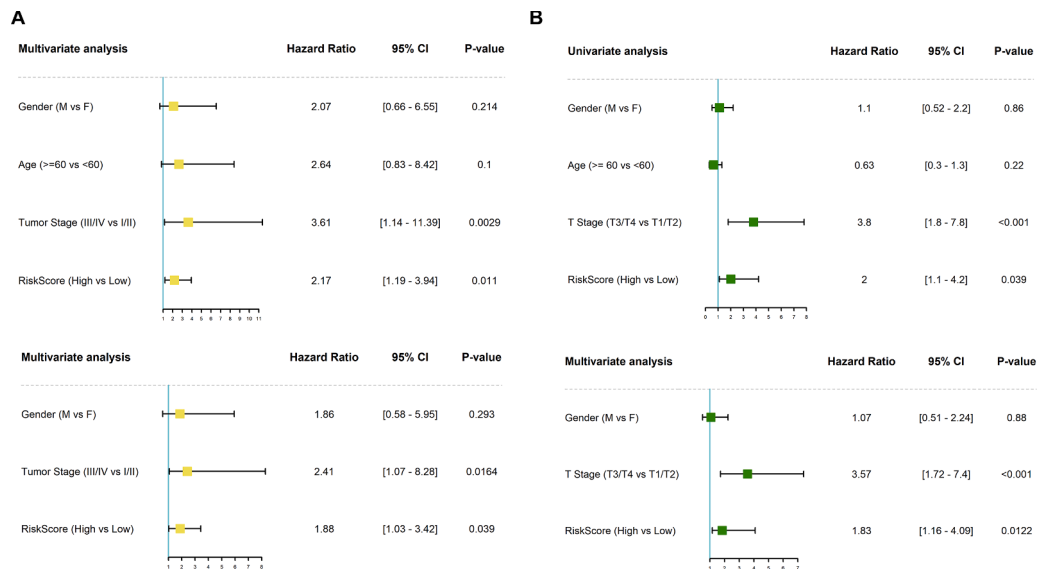 A
Multivariate analysis Hazard Ratio 95% CI P-value
Gender (M vs F) 2.07 [0.66 - 6.55] 0.214
Age (>=60 vs <60) 2.64 [0.83 - 8.42] 0.1
Tumor Stage (III/IV vs I/II) 3.61 [1.14 - 11.39] 0.0029
RiskScore (High vs Low) 2.17 [1.19 - 3.94] 0.011
1 2 3 4 5 6 7 8 9 10 11
Multivariate analysis Hazard Ratio 95% CI P-value
Gender (M vs F) 1.86 [0.58 - 5.95] 0.293
Tumor Stage (III/IV vs I/II) 2.41 [1.07 - 8.28] 0.0164
RiskScore (High vs Low) 1.88 [1.03 - 3.42] 0.039
1 2 3 4 5 6 7 8
B
Univariate analysis Hazard Ratio 95% CI P-value
Gender (M vs F) 1.1 [0.52 - 2.2] 0.86
Age (>= 60 vs <60) 0.63 [0.3 - 1.3] 0.22
T Stage (T3/T4 vs T1/T2) 3.8 [1.8 - 7.8] <0.001
RiskScore (High vs Low) 2 [1.1 - 4.2] 0.039
0 1 2 3 4 5 6 7 8
Multivariate analysis Hazard Ratio 95% CI P-value
Gender (M vs F) 1.07 [0.51 - 2.24] 0.88
T Stage (T3/T4 vs T1/T2) 3.57 [1.72 - 7.4] <0.001
RiskScore (High vs Low) 1.83 [1.16 - 4.09] 0.0122
1 2 3 4 5 6 7